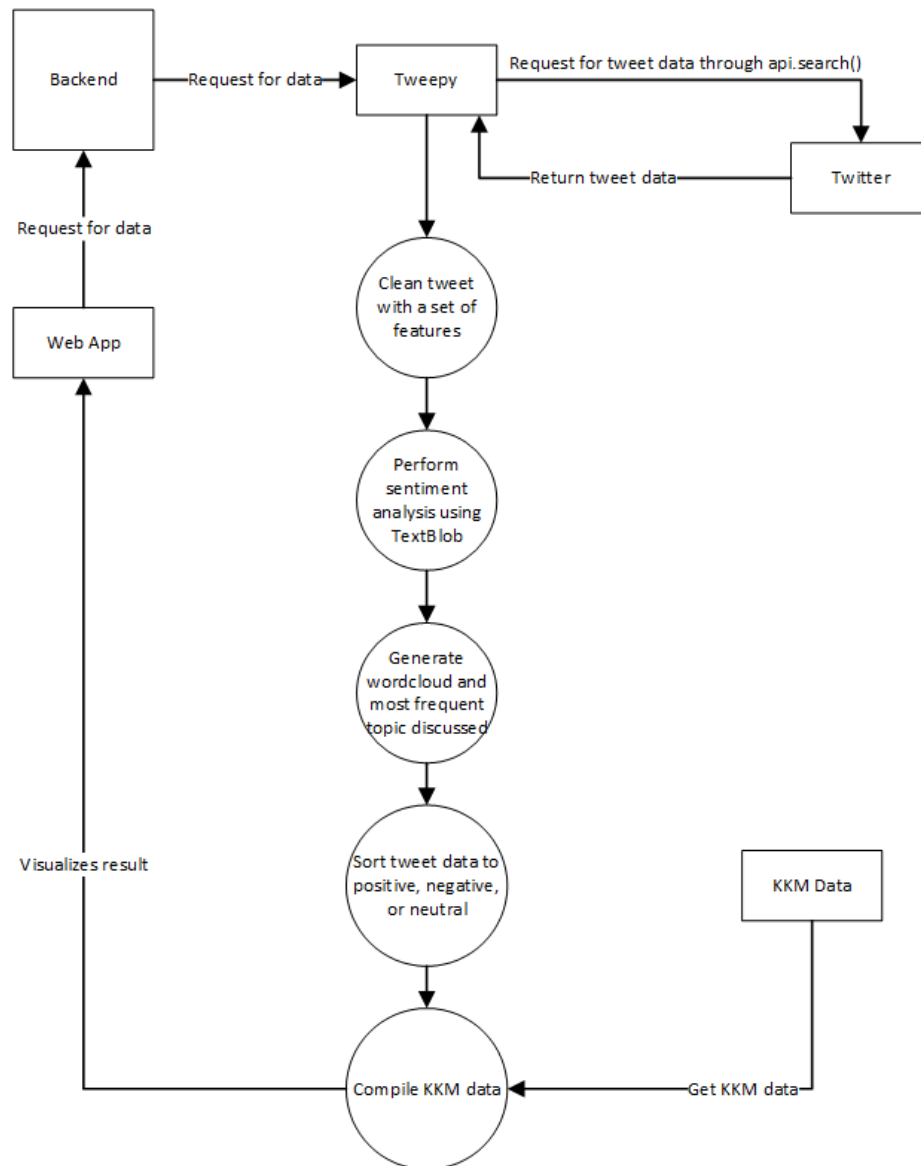 Backend
Request for data
Tweepy
Request for tweet data through api.search()
Return tweet data
Twitter
Request for data
Web App
Clean tweet
with a set of
features
Perform
sentiment
analysis using
TextBlob
Generate
wordcloud and
most frequent
topic discussed
Visualizes result
Sort tweet data to
positive, negative,
or neutral
KKM Data
Compile KKM data
Get KKM data